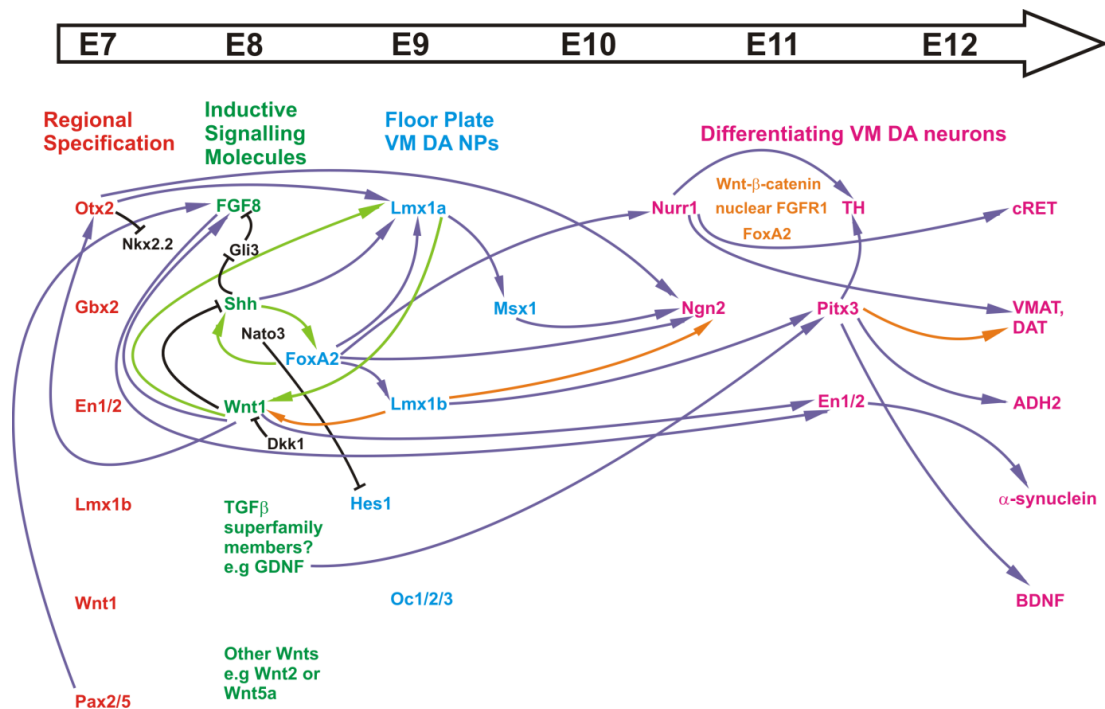 E7 E8 E9 E10 E11 E12
Regional
Specification
Inductive
Signalling
Molecules
Floor Plate
VM DA NPs
Differentiating VM DA neurons
Otx2
Nkx2.2
Gbx2
En1/2
Lmx1b
Wnt1
Pax2/5
FGF8
Gli3
Shh
Nato3
Wnt1
Dkk1
TGFβ
superfamily
members?
e.g GDNF
Other Wnts
e.g Wnt2 or
Wnt5a
Lmx1a
FoxA2
Lmx1b
Hes1
Oc1/2/3
Msx1
Nurr1
Ngn2
Wnt-β-catenin
nuclear FGFR1
FoxA2
TH
Pitx3
En1/2
cRET
VMAT,
DAT
ADH2
α-synuclein
BDNF